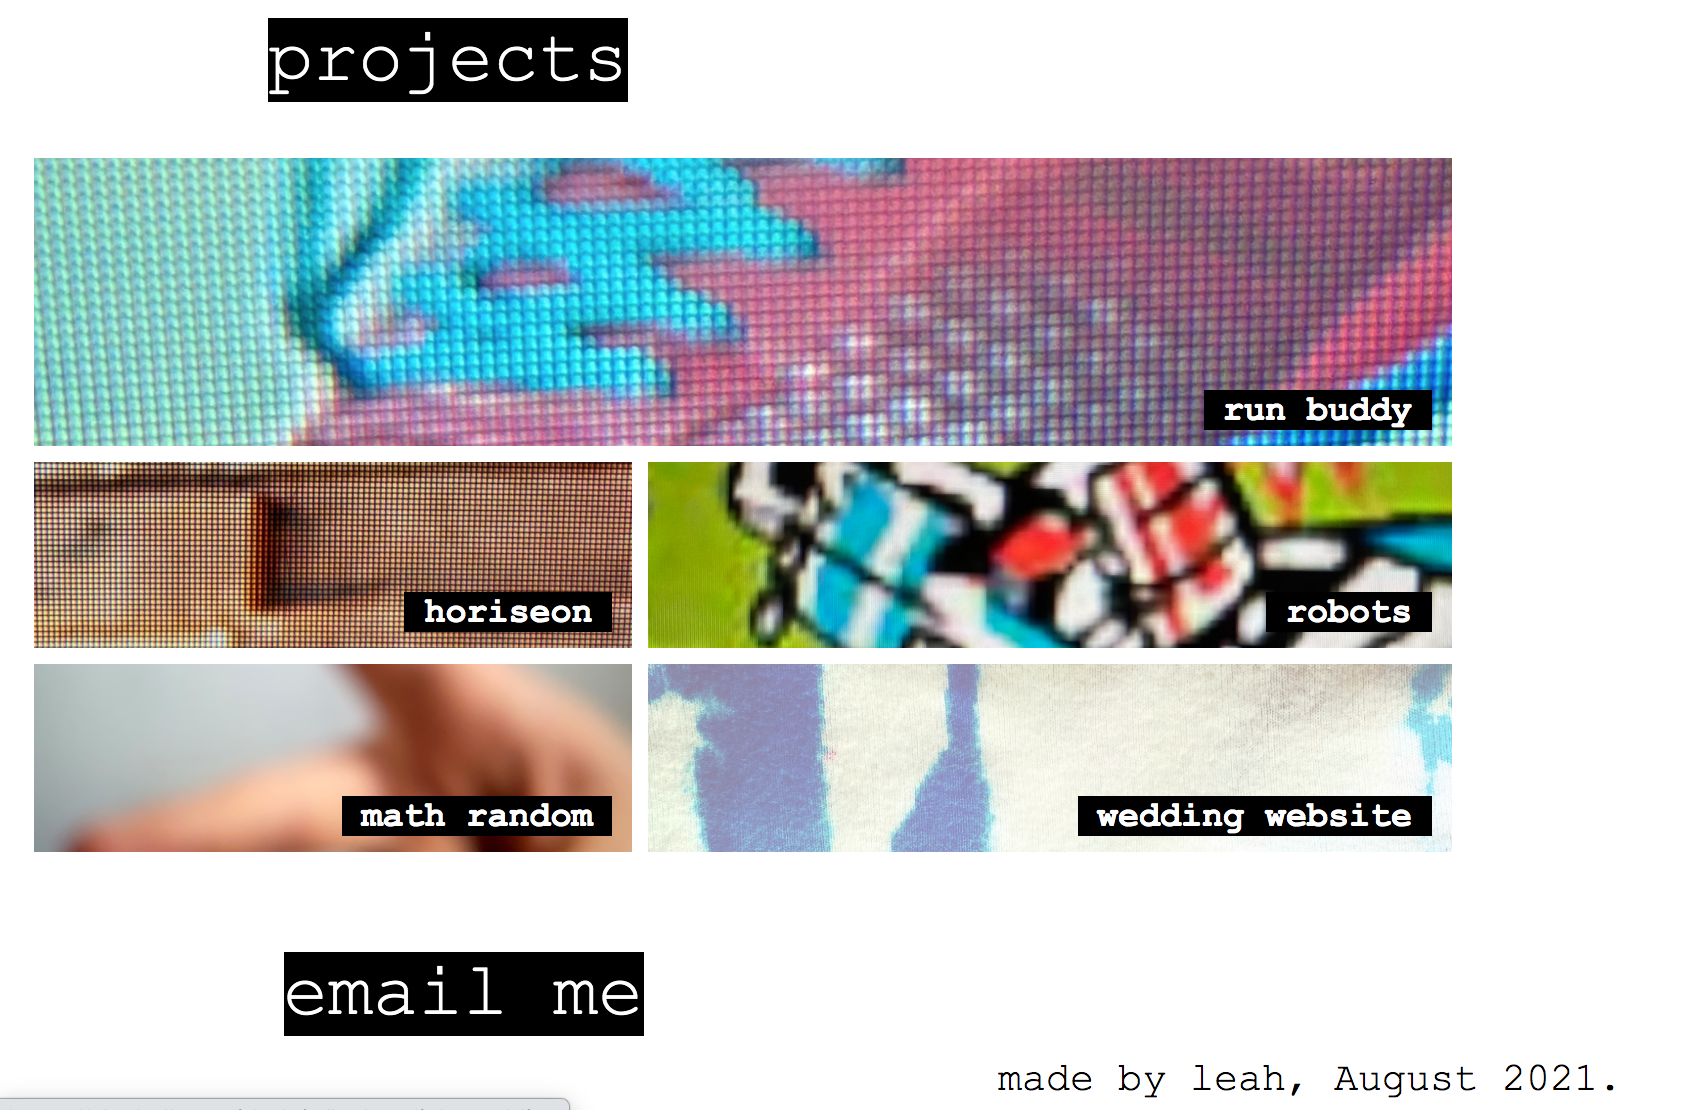 projects
run buddy
horiseon
robots
math random
wedding website
email me
made by leah, August 2021.